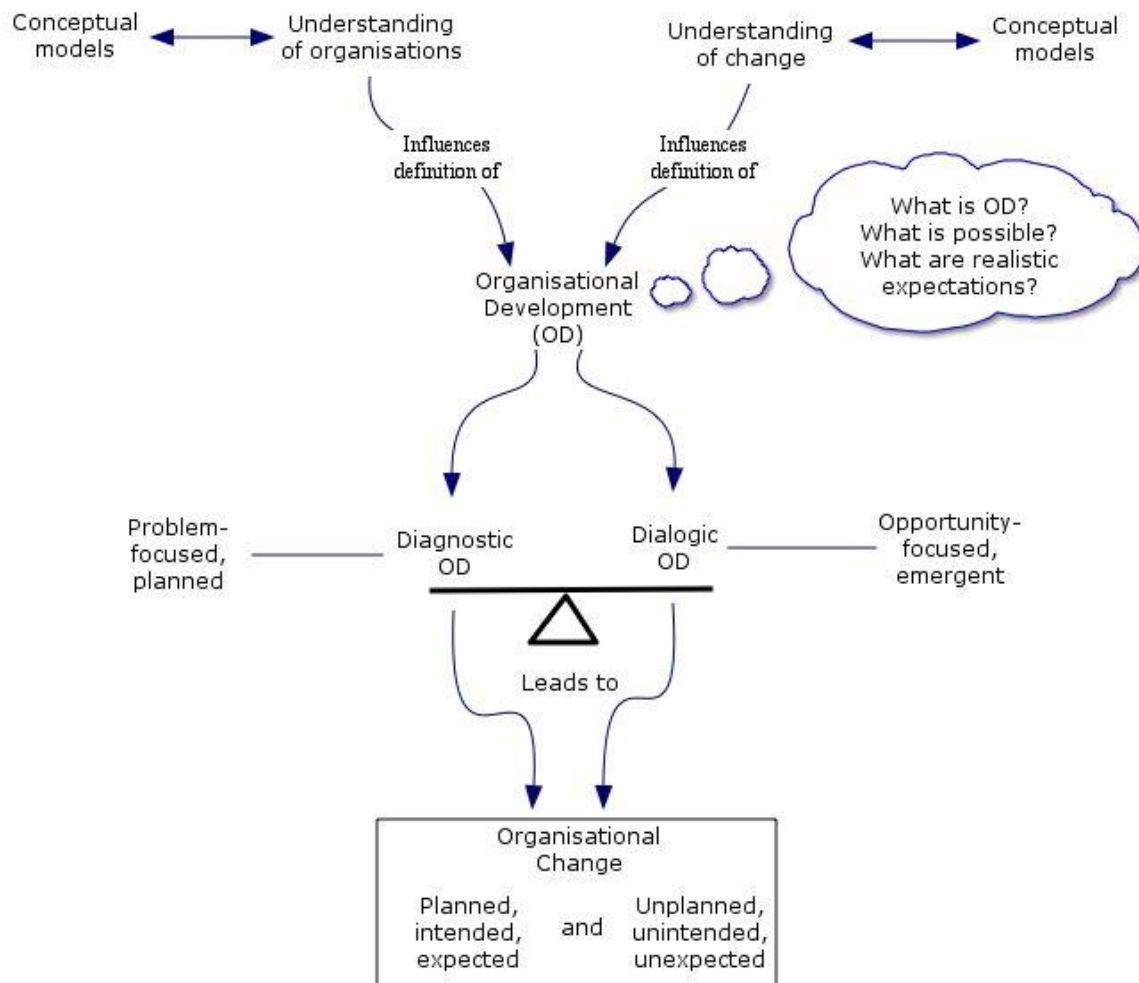 Conceptual
models
Understanding
of organisations
Understanding
of change
Conceptual
models
Influences
definition of
Influences
definition of
What is OD?
What is possible?
What are realistic
expectations?
Organisational
Development
(OD)
Problem-
focused,
planned
Diagnostic
OD
Dialogic
OD
Opportunity-
focused,
emergent
Leads to
Organisational
Change
Planned,
intended,
expected
and
Unplanned,
unintended,
unexpected